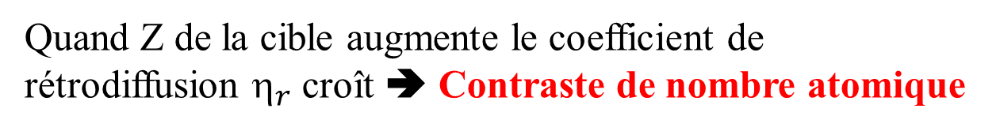 Quand Z de la cible augmente le coefficient de
rétrodiffusion ηr croît 🡺 Contraste de nombre atomique